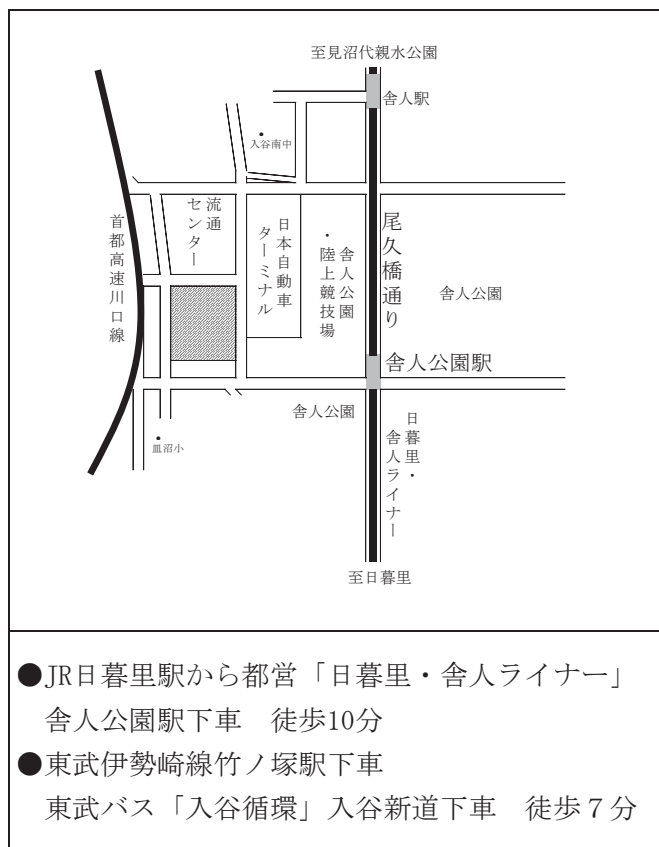 至見沼代親水公園
舎人駅
入谷南中
流通
センター
日本自動車
ターミナル
舎人公園
・陸上競技場
尾久橋通り
舎人公園
首都高速川口線
舎人公園駅
舎人公園
日暮里・
舎人ライナー
皿沼小
至日暮里
●JR日暮里駅から都営「日暮里・舎人ライナー」
舎人公園駅下車　徒歩10分
●東武伊勢崎線竹ノ塚駅下車
東武バス「入谷循環」入谷新道下車　徒歩７分